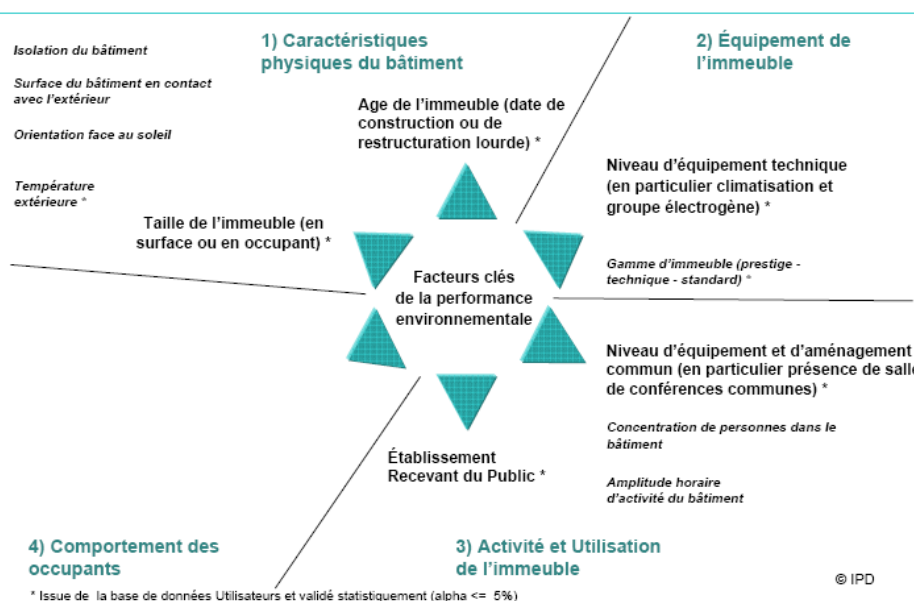 1) Caractéristiques
physiques du bâtiment
2) Équipement de
l'immeuble
Isolation du bâtiment
Surface du bâtiment en contact
avec l'extérieur
Orientation face au soleil
Température
extérieure *
Age de l'immeuble (date de
construction ou de
restructuration lourde) *
Taille de l'immeuble (en
surface ou en occupant) *
Niveau d'équipement technique
(en particulier climatisation et
groupe électrogène) *
Gamme d'immeuble (prestige -
technique - standard) *
Facteurs clés
de la performance
environnementale
Niveau d'équipement et d'aménagement
commun (en particulier présence de salle
de conférences communes) *
Concentration de personnes dans le
bâtiment
Amplitude horaire
d'activité du bâtiment
Établissement
Recevant du Public *
4) Comportement des
occupants
3) Activité et Utilisation
de l'immeuble
© IPD
* Issue de la base de données Utilisateurs et validé statistiquement (alpha <= 5%)